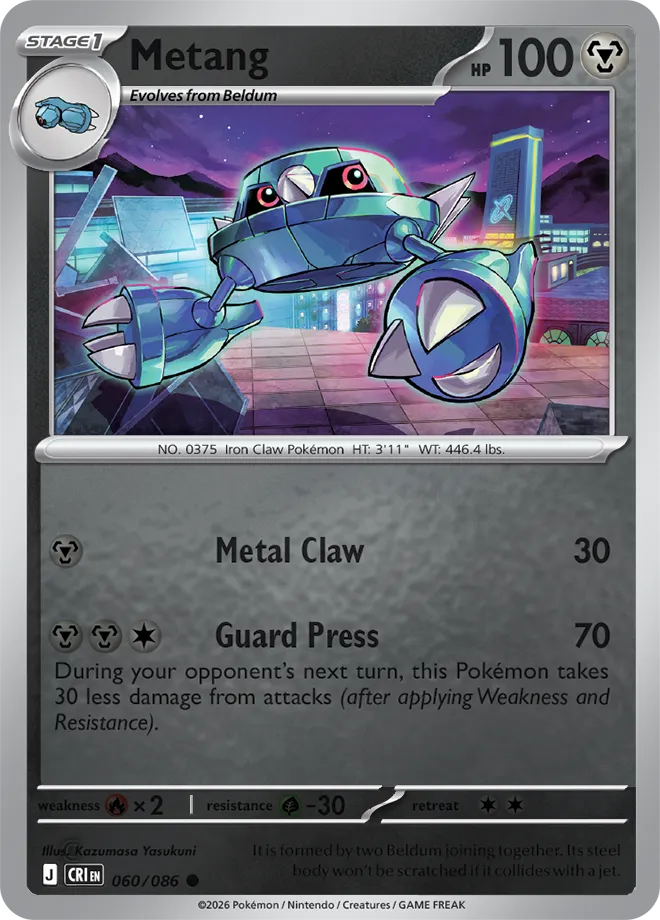 STAGE1
Metang
HP 100
Evolves from Beldum
NO. 0375 Iron Claw Pokémon HT: 3'11" WT: 446.4 lbs.
Metal Claw 30
Guard Press 70
During your opponent's next turn, this Pokémon takes
30 less damage from attacks (after applying Weakness and
Resistance).
weakness ×2 resistance -30 retreat
Illus. Kazumasa Yasukuni
It is formed by two Beldum joining together. Its steel
body won't be scratched if it collides with a jet.
J CRI EN 060/086
©2026 Pokémon / Nintendo / Creatures / GAME FREAK